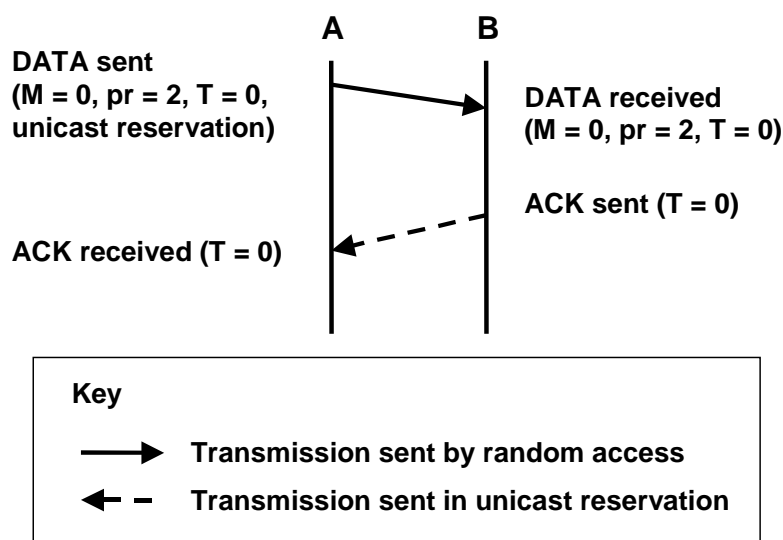 A B
DATA sent
(M = 0, pr = 2, T = 0,
unicast reservation)
DATA received
(M = 0, pr = 2, T = 0)
ACK sent (T = 0)
ACK received (T = 0)
Key
Transmission sent by random access
Transmission sent in unicast reservation